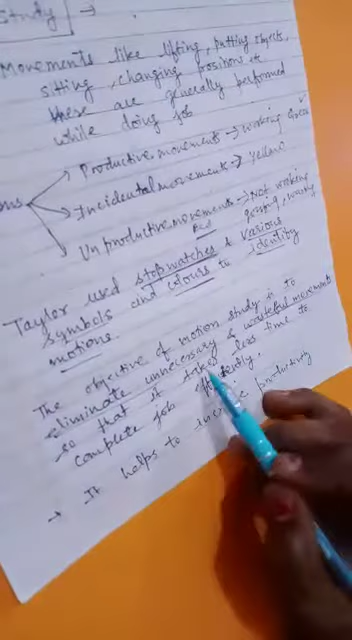 Study →
Movements like lifting, putting objects,
sitting, changing positions etc
these are generally performed
while doing job
Productive movement → working Green
Incidental movement → Yellow
Unproductive movements → Not working
Red
Taylor used stopwatches & various
symbols and colours to identify
motions.
The objective of motion study is to
eliminate unnecessary & wasteful movements
so that it takes less time to
complete job
→ It helps to productivity